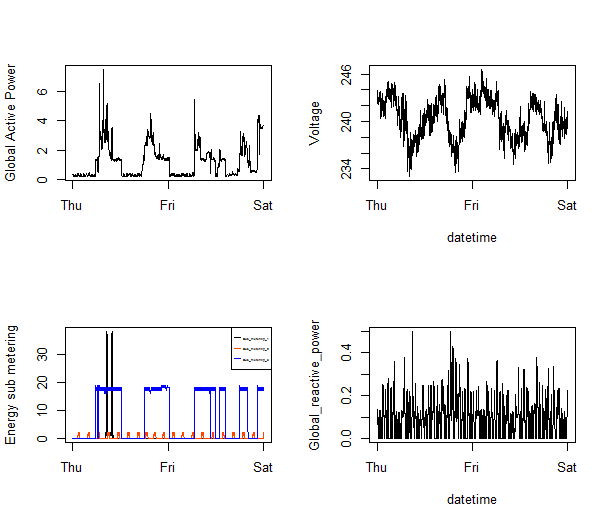 Global Active Power
6
4
2
0
Thu
Fri
Sat
Voltage
246
240
234
Thu
Fri
Sat
datetime
Energy sub metering
30
20
10
0
Thu
Fri
Sat
Global_reactive_power
0.4
0.2
0.0
Thu
Fri
Sat
datetime